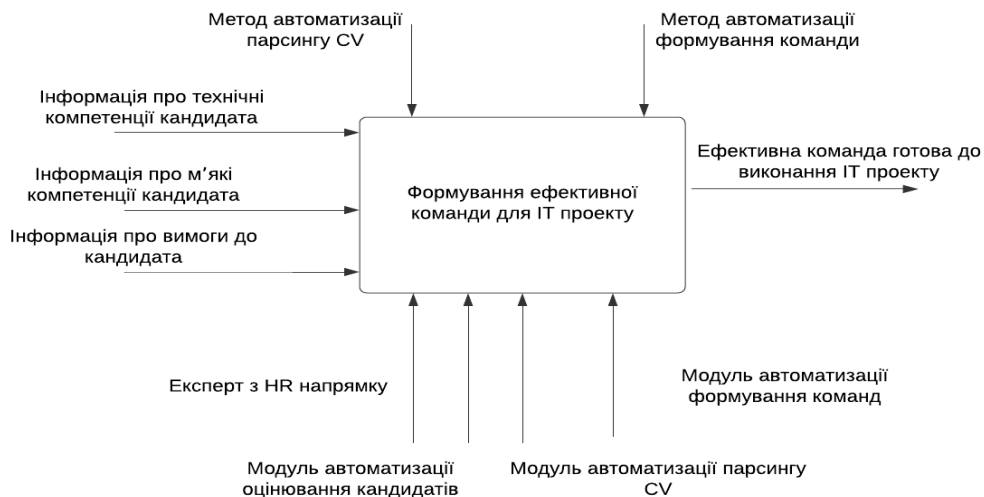 Метод автоматизації
парсингу CV
Метод автоматизації
формування команди
Інформація про технічні
компетенції кандидата
Інформація про м’які
компетенції кандидата
Інформація про вимоги до
кандидата
Формування ефективної
команди для ІТ проекту
Ефективна команда готова до
виконання ІТ проекту
Експерт з HR напрямку
Модуль автоматизації
формування команд
Модуль автоматизації
оцінювання кандидатів
Модуль автоматизації парсингу
CV